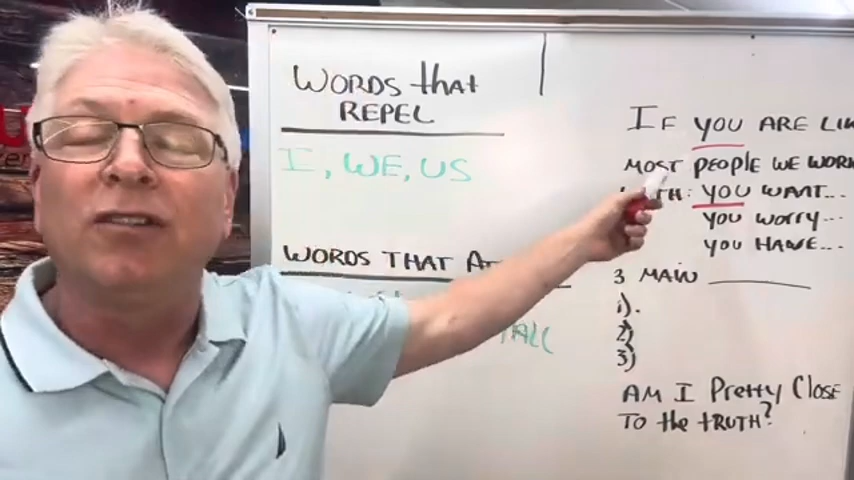 WORDS that
REPEL
I, WE, US
WORDS THAT
IF YOU ARE
MOST PEOPLE WE
YOU WANT...
YOU WORRY...
YOU HAVE...
3 MAIN
1).
2)
3)
AM I Pretty Close
TO the tRUTH?